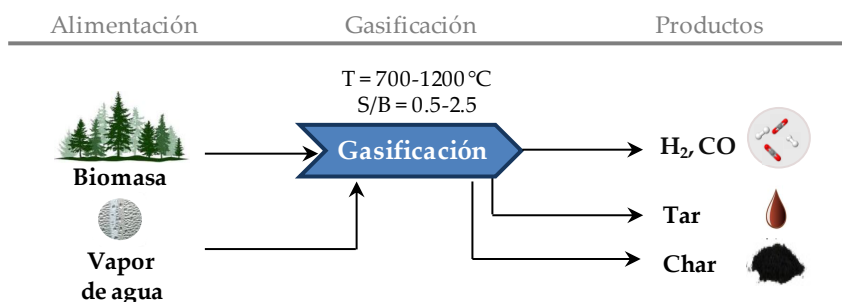 Alimentación
Gasificación
Productos
T = 700-1200 °C
S/B = 0.5-2.5
Gasificación
Biomasa
Vapor
de agua
H₂, CO
Tar
Char